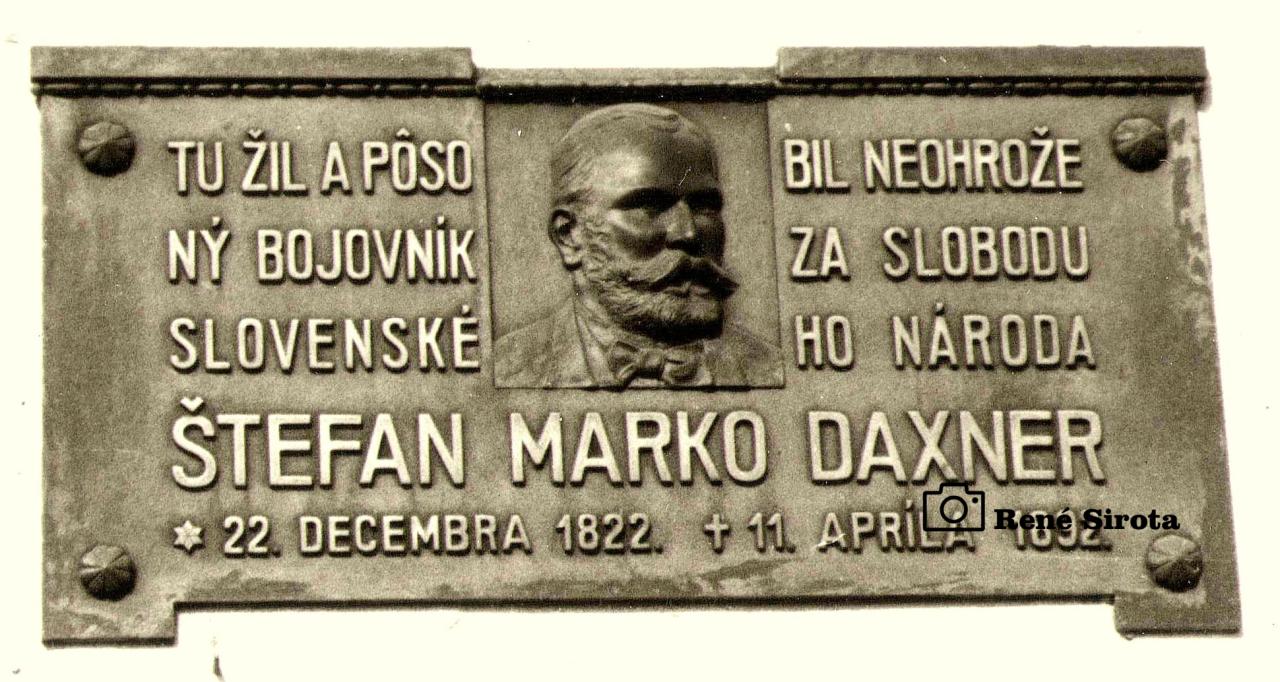 TU ŽIL A PÔSO BIL NEOHROŽE
NÝ BOJOVNÍK ZA SLOBODU
SLOVENSKÉ HO NÁRODA
ŠTEFAN MARKO DAXNER
* 22. DECEMBRA 1822. † 11. APRÍLA 1892.
René Sirota